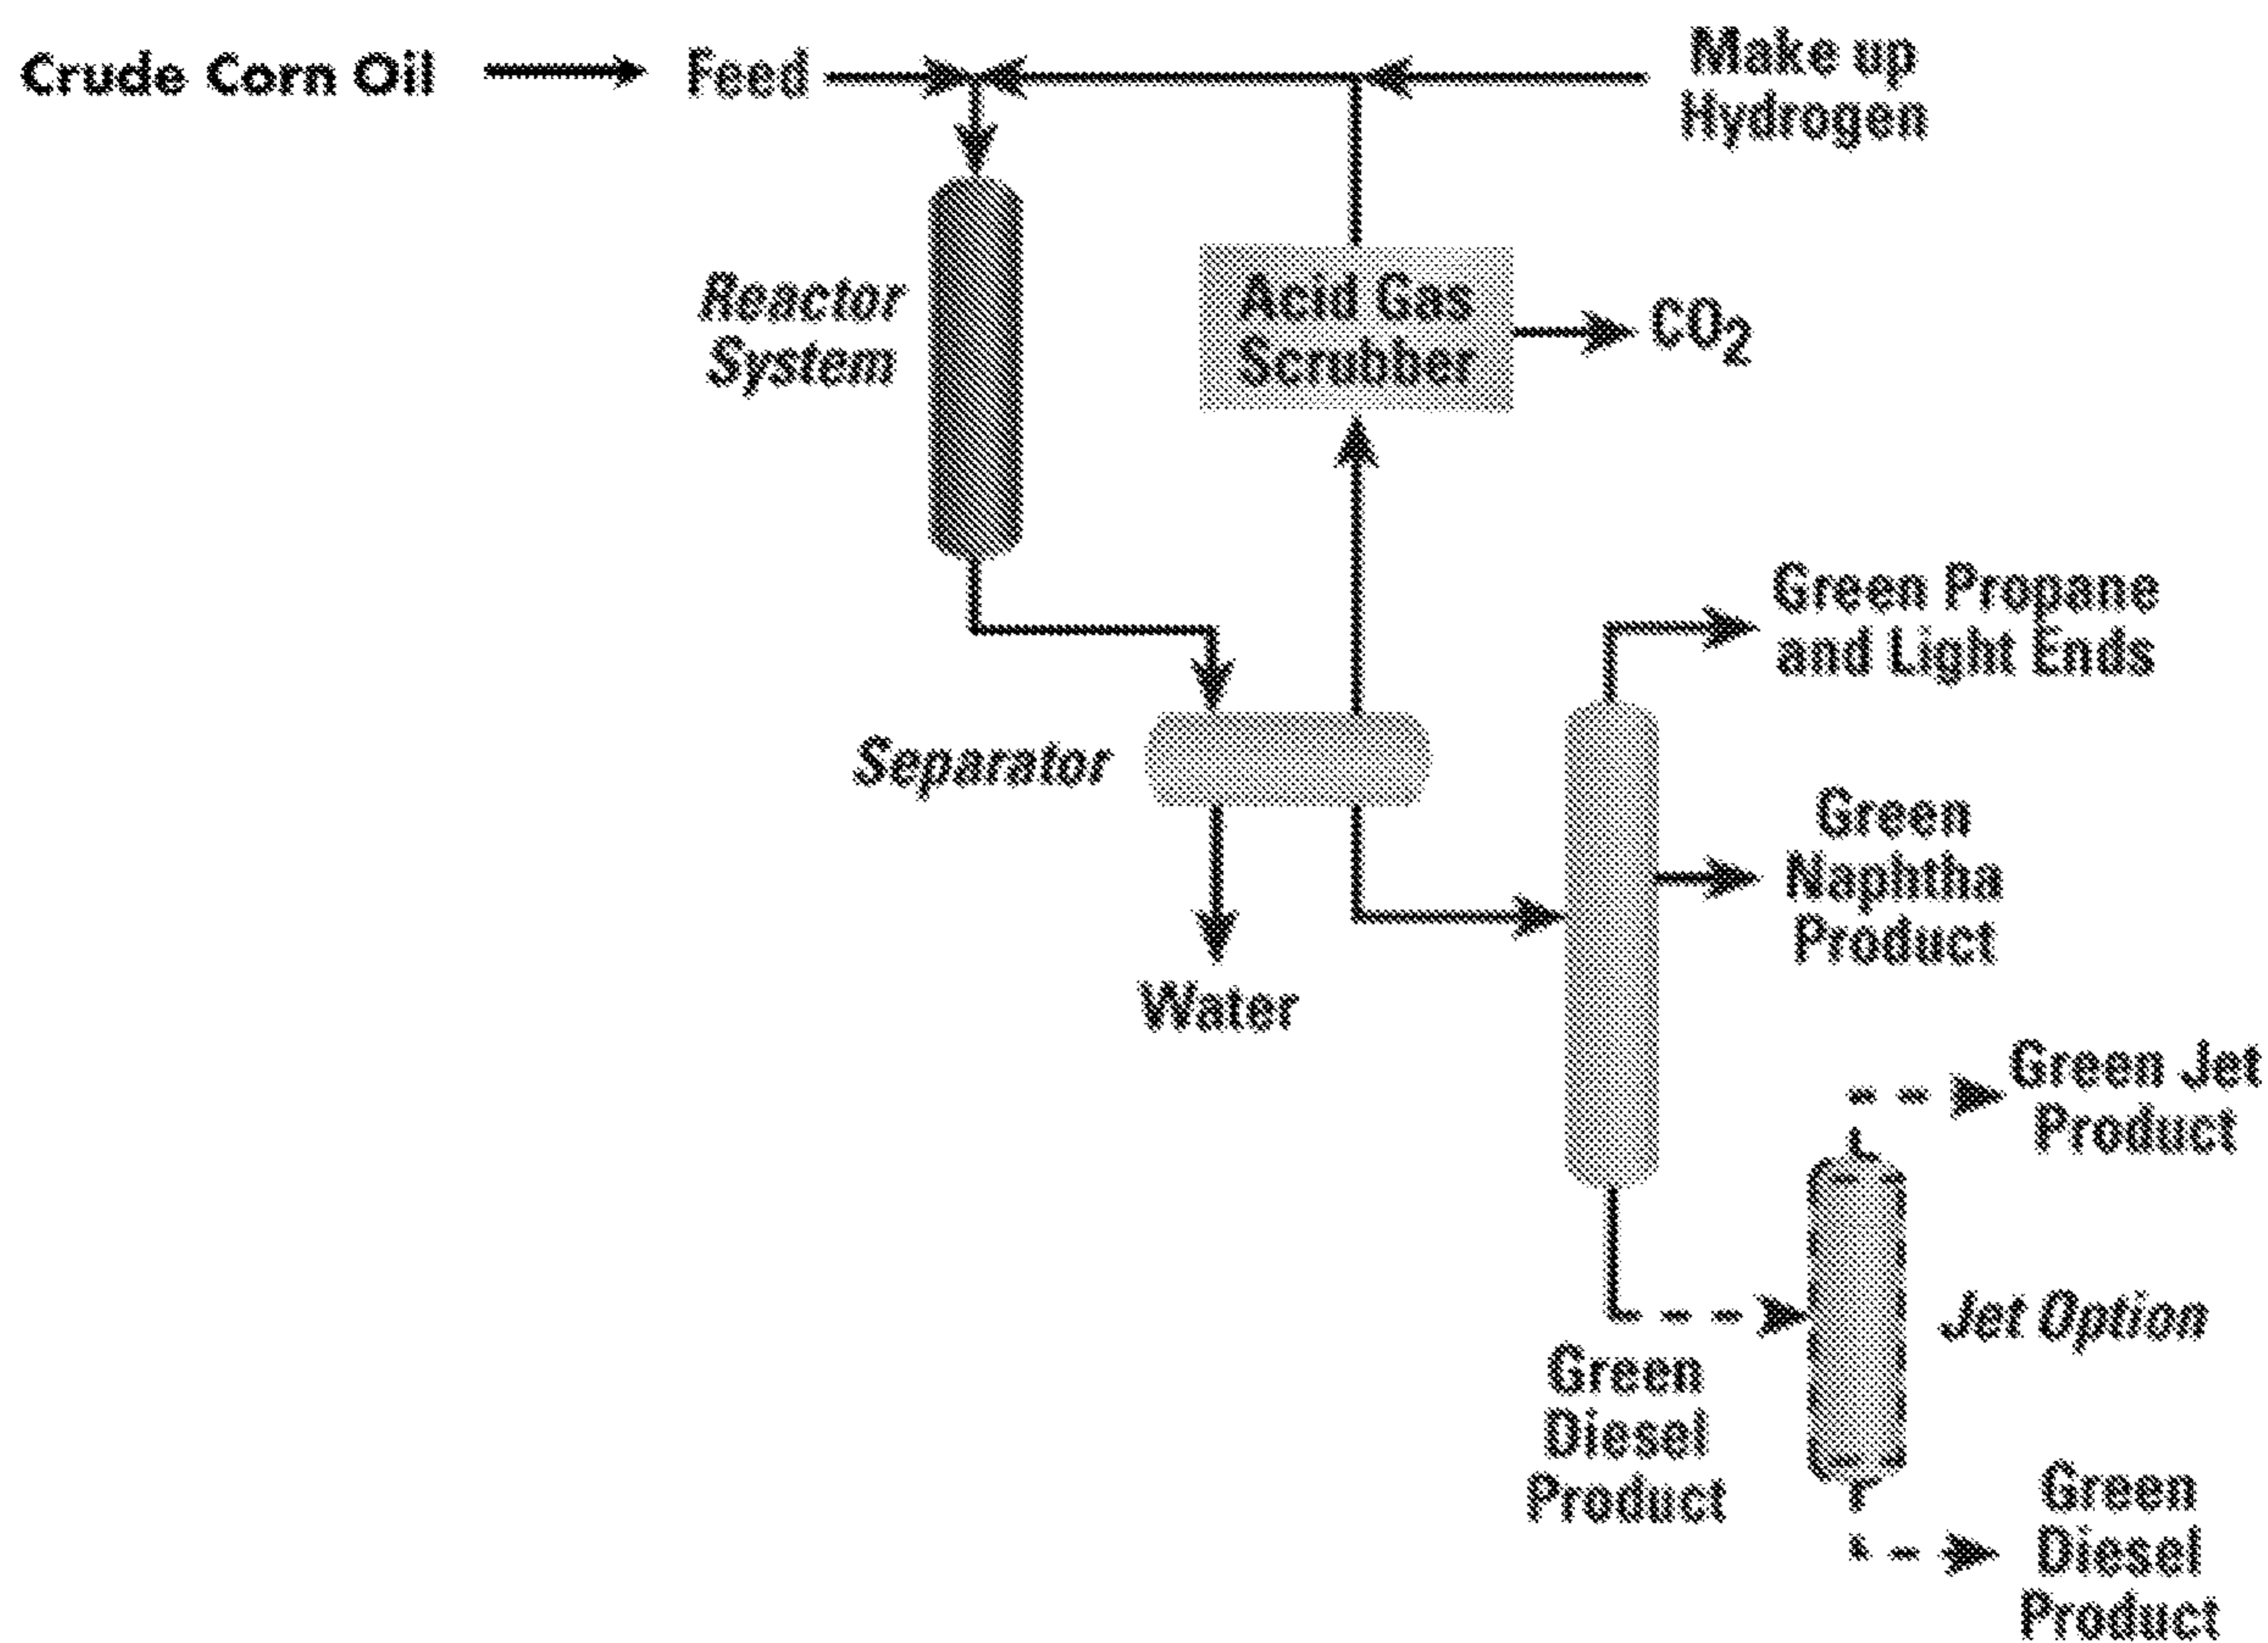 Crude Corn Oil
Feed
Make up
Hydrogen
Reactor
System
Acid Gas
Scrubber
CO2
Green Propane
and Light Ends
Separator
Green
Naphtha
Product
Water
Green Jet
Product
Jet Option
Green
Diesel
Product
Green
Diesel
Product